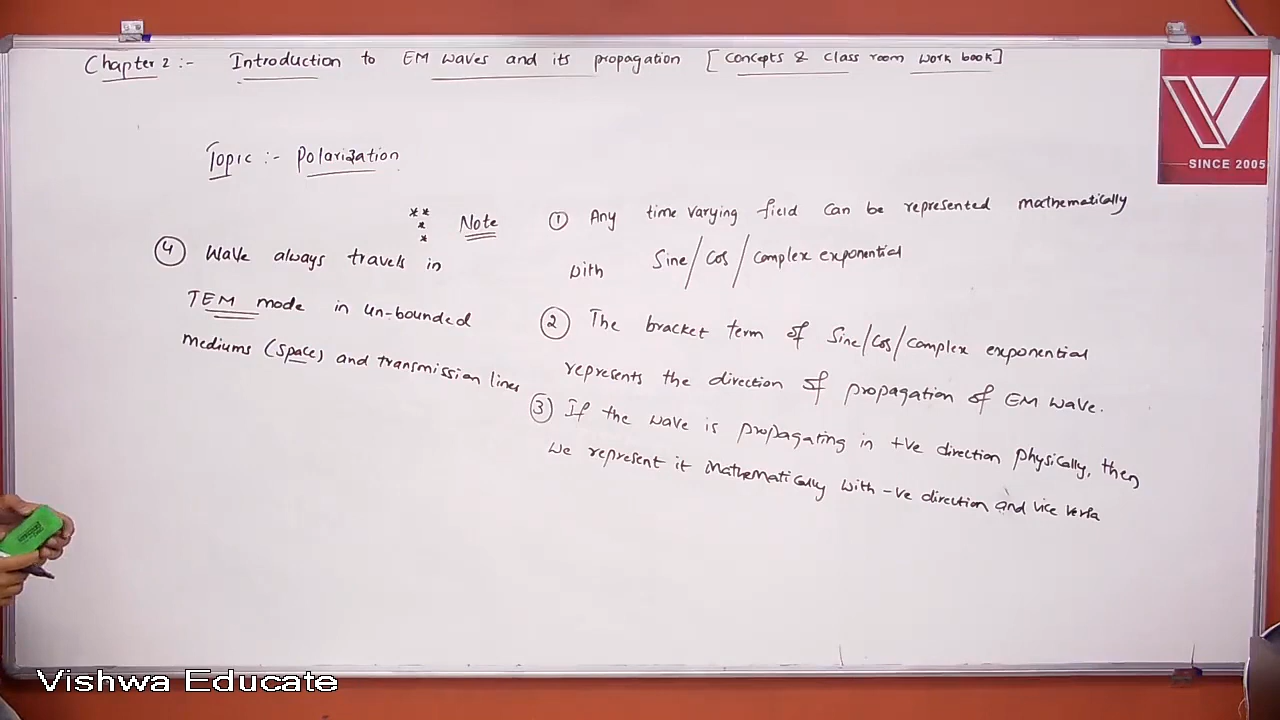 Chapter 2 :- Introduction to EM waves and its propagation [Concepts & Class room work book]
SINCE 2005
Topic :- Polarization
** Note
*
*
① Any time varying field can be represented mathematically
with Sine/Cos/Complex exponential
② The bracket term of Sine/Cos/Complex exponential
represents the direction of propagation of EM wave.
③ If the wave is propagating in +ve direction physically, then
we represent it mathematically with -ve direction and vice versa
④ Wave always travels in
TEM mode in un-bounded
mediums (space) and transmission lines
Vishwa Educate